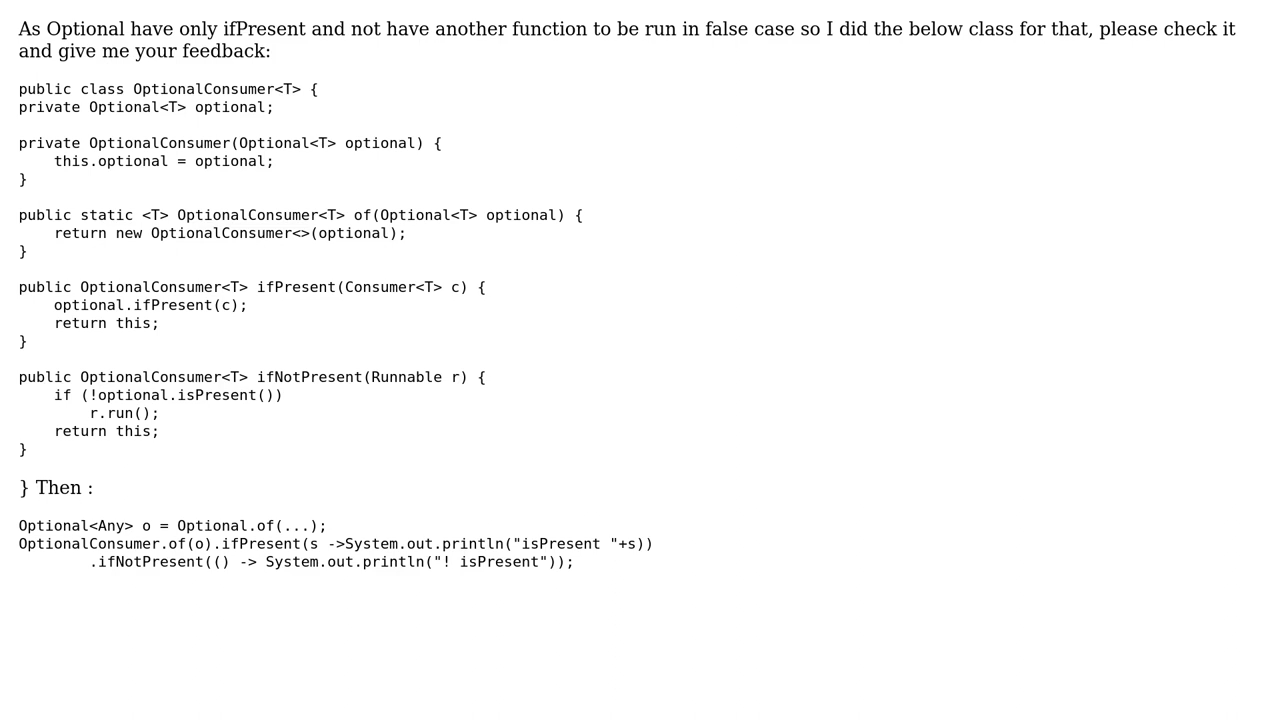 As Optional have only ifPresent and not have another function to be run in false case so I did the below class for that, please check it
and give me your feedback:
public class OptionalConsumer<T> {
private Optional<T> optional;
private OptionalConsumer(Optional<T> optional) {
    this.optional = optional;
}
public static <T> OptionalConsumer<T> of(Optional<T> optional) {
    return new OptionalConsumer<>(optional);
}
public OptionalConsumer<T> ifPresent(Consumer<T> c) {
    optional.ifPresent(c);
    return this;
}
public OptionalConsumer<T> ifNotPresent(Runnable r) {
    if (!optional.isPresent())
        r.run();
    return this;
}
} Then :
Optional<Any> o = Optional.of(...);
OptionalConsumer.of(o).ifPresent(s ->System.out.println("isPresent "+s))
        .ifNotPresent(() -> System.out.println("! isPresent"));